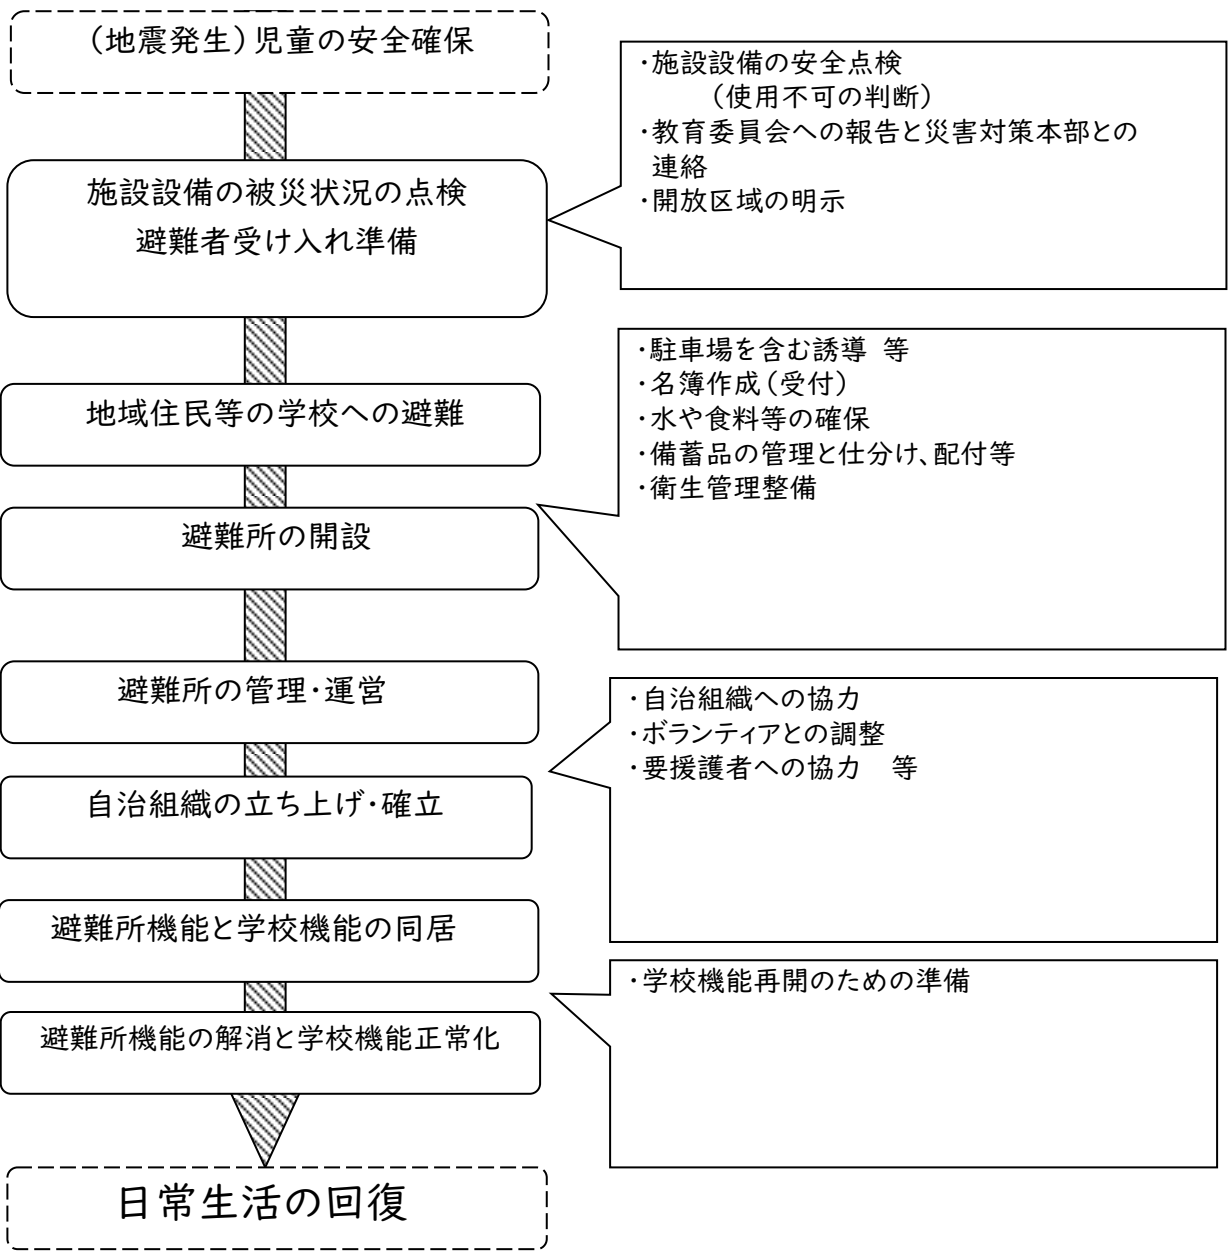 （地震発生）児童の安全確保
・施設設備の安全点検
（使用不可の判断）
・教育委員会への報告と災害対策本部との
連絡
・開放区域の明示
施設設備の被災状況の点検
避難者受け入れ準備
・駐車場を含む誘導 等
・名簿作成（受付）
・水や食料等の確保
・備蓄品の管理と仕分け、配付等
・衛生管理整備
地域住民等の学校への避難
避難所の開設
避難所の管理・運営
・自治組織への協力
・ボランティアとの調整
・要援護者への協力 等
自治組織の立ち上げ・確立
避難所機能と学校機能の同居
・学校機能再開のための準備
避難所機能の解消と学校機能正常化
日常生活の回復